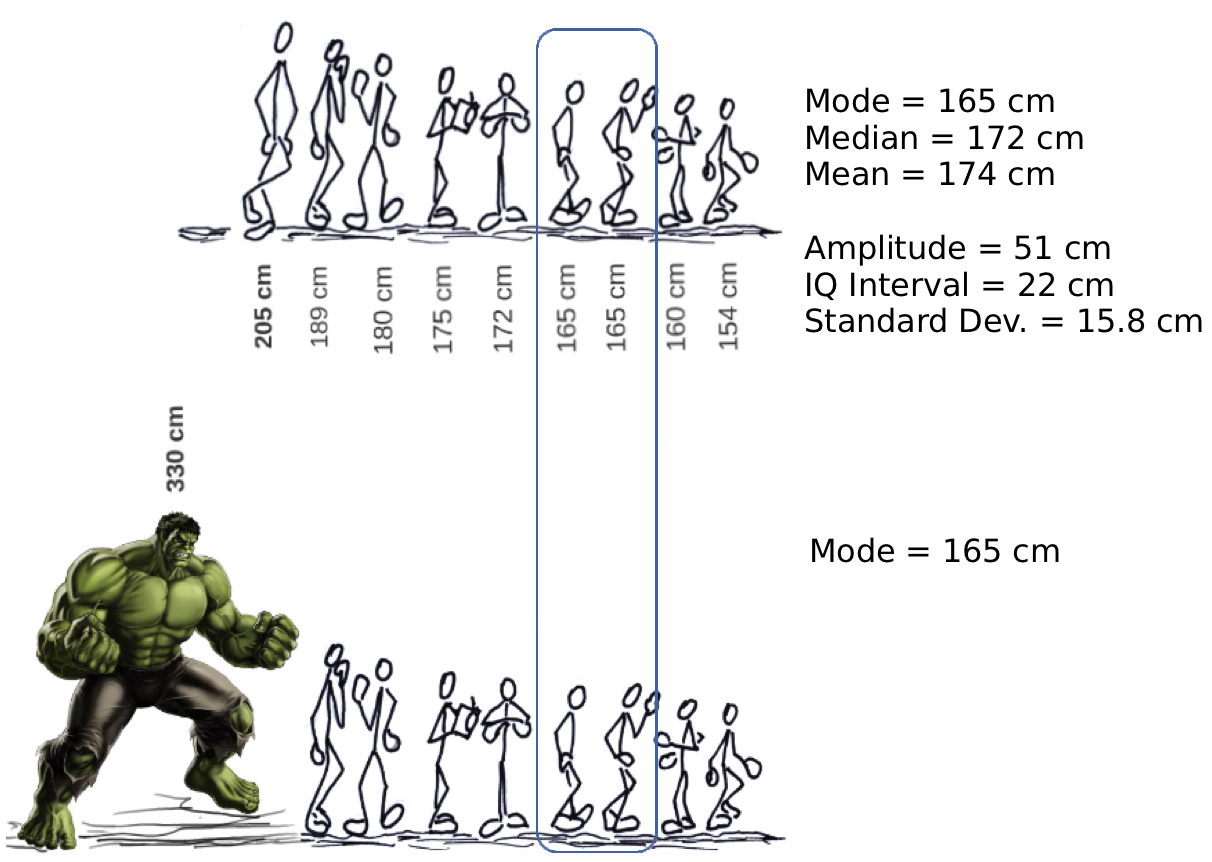 Mode = 165 cm
Median = 172 cm
Mean = 174 cm
Amplitude = 51 cm
IQ Interval = 22 cm
Standard Dev. = 15.8 cm
205 cm
189 cm
180 cm
175 cm
172 cm
165 cm
165 cm
160 cm
154 cm
330 cm
Mode = 165 cm